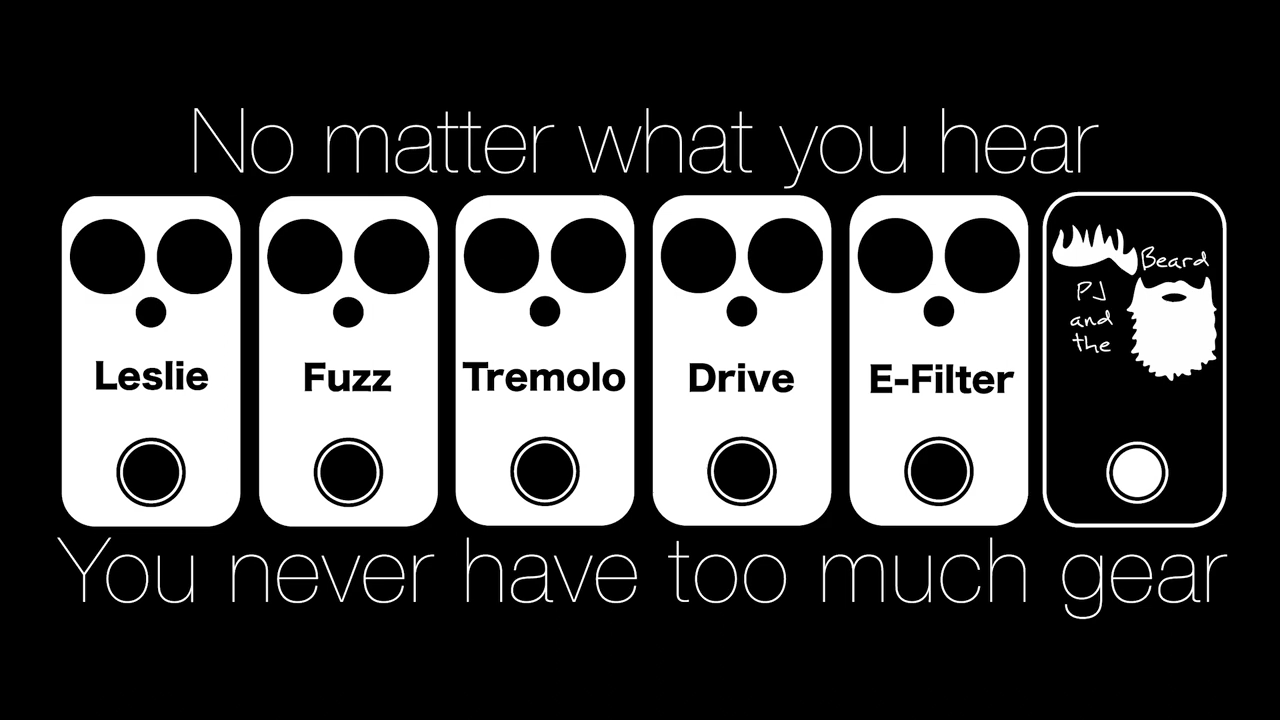 No matter what you hear
Leslie
Fuzz
Tremolo
Drive
E-Filter
Beard
PJ
and
the
You never have too much gear